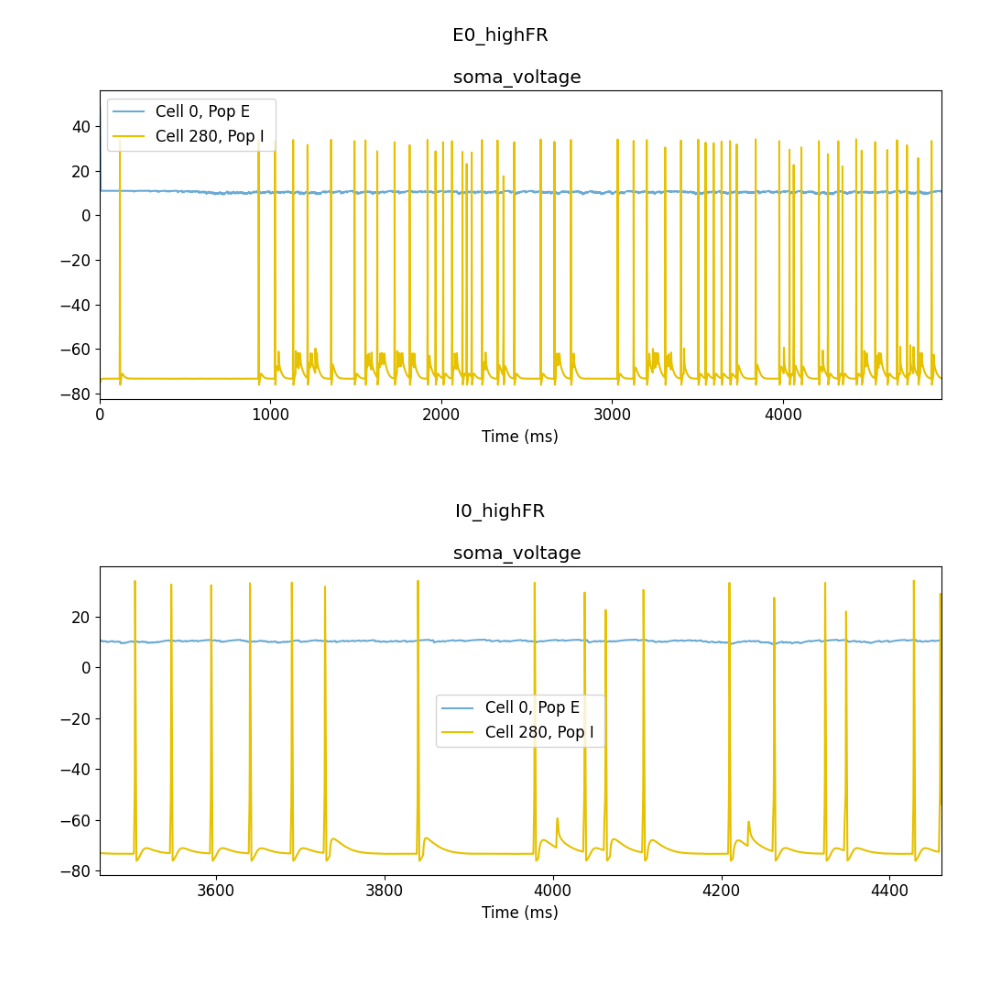 E0_highFR
soma_voltage
Cell 0, Pop E
Cell 280, Pop I
40
20
0
−20
−40
−60
−80
0 1000 2000 3000 4000
Time (ms)
I0_highFR
soma_voltage
20
0
Cell 0, Pop E
−20
Cell 280, Pop I
−40
−60
−80
3600 3800 4000 4200 4400
Time (ms)